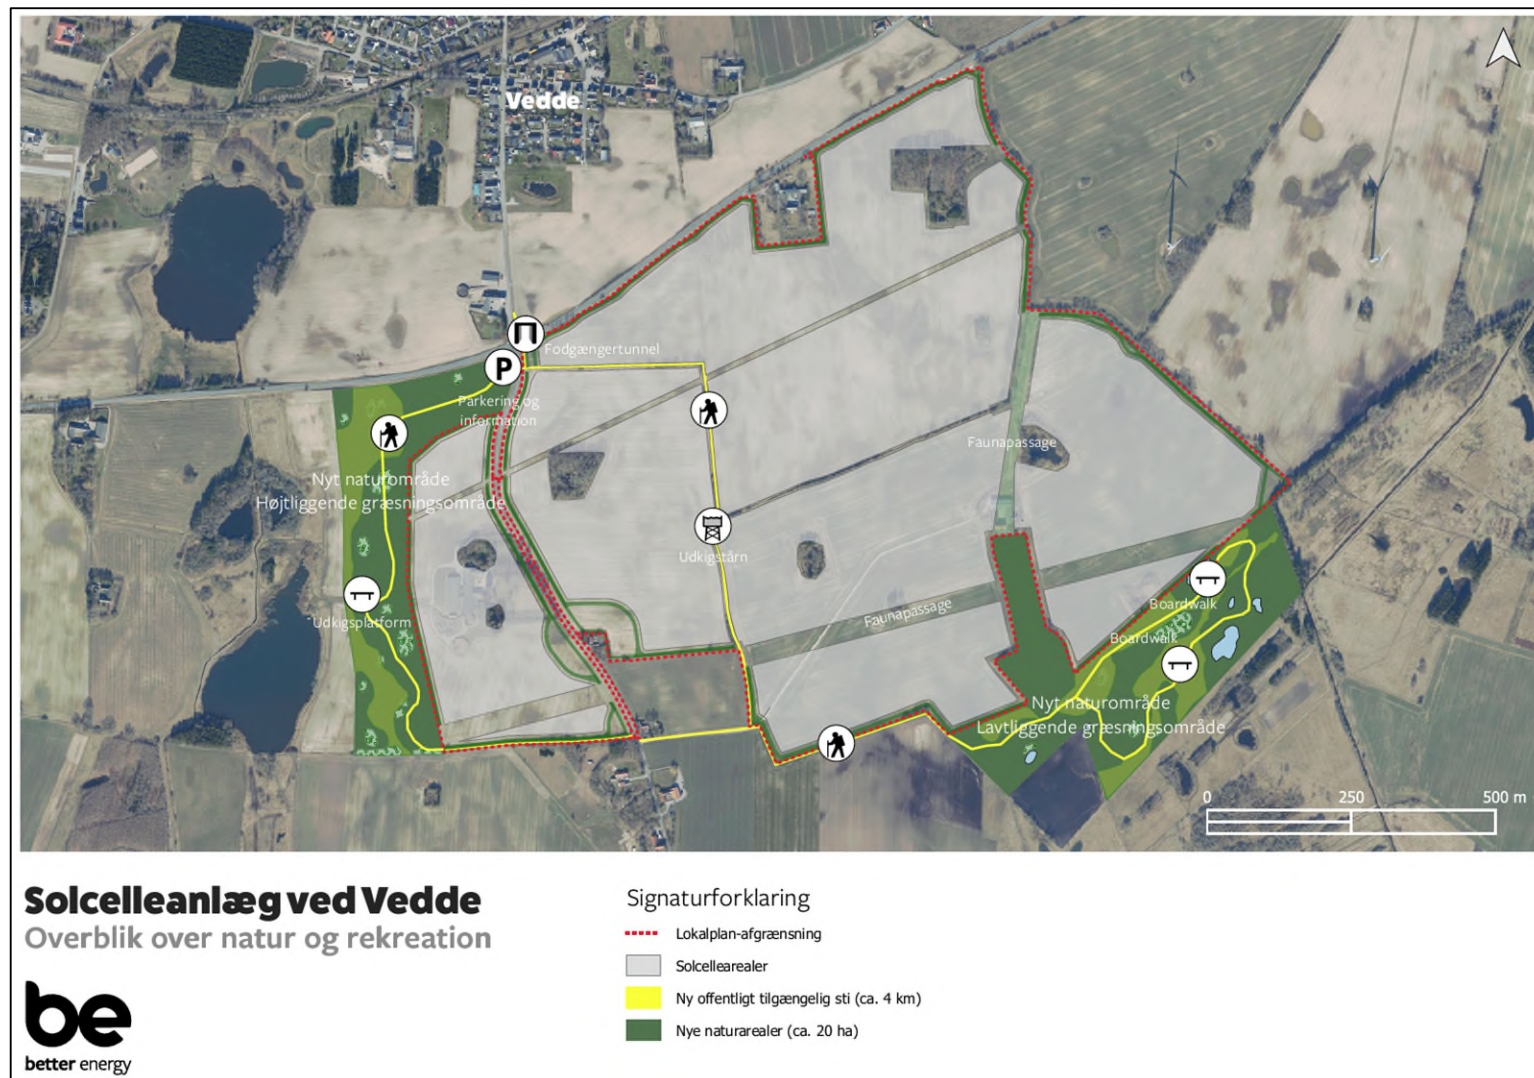 Vedde
Fodgængertunnel
P
Parkering og
information
Faunapassage
Nyt naturområde
Højtliggende græsningsområde
Udkigstårn
Udkigsplatform
Boardwalk
Faunapassage
Boardwalk
Nyt naturområde
Lavtliggende græsningsområde
0 250 500 m
Solcelleanlæg ved Vedde
Overblik over natur og rekreation
be
better energy
Signaturforklaring
Lokalplan-afgrænsning
Solcellearealer
Ny offentligt tilgængelig sti (ca. 4 km)
Nye naturarealer (ca. 20 ha)